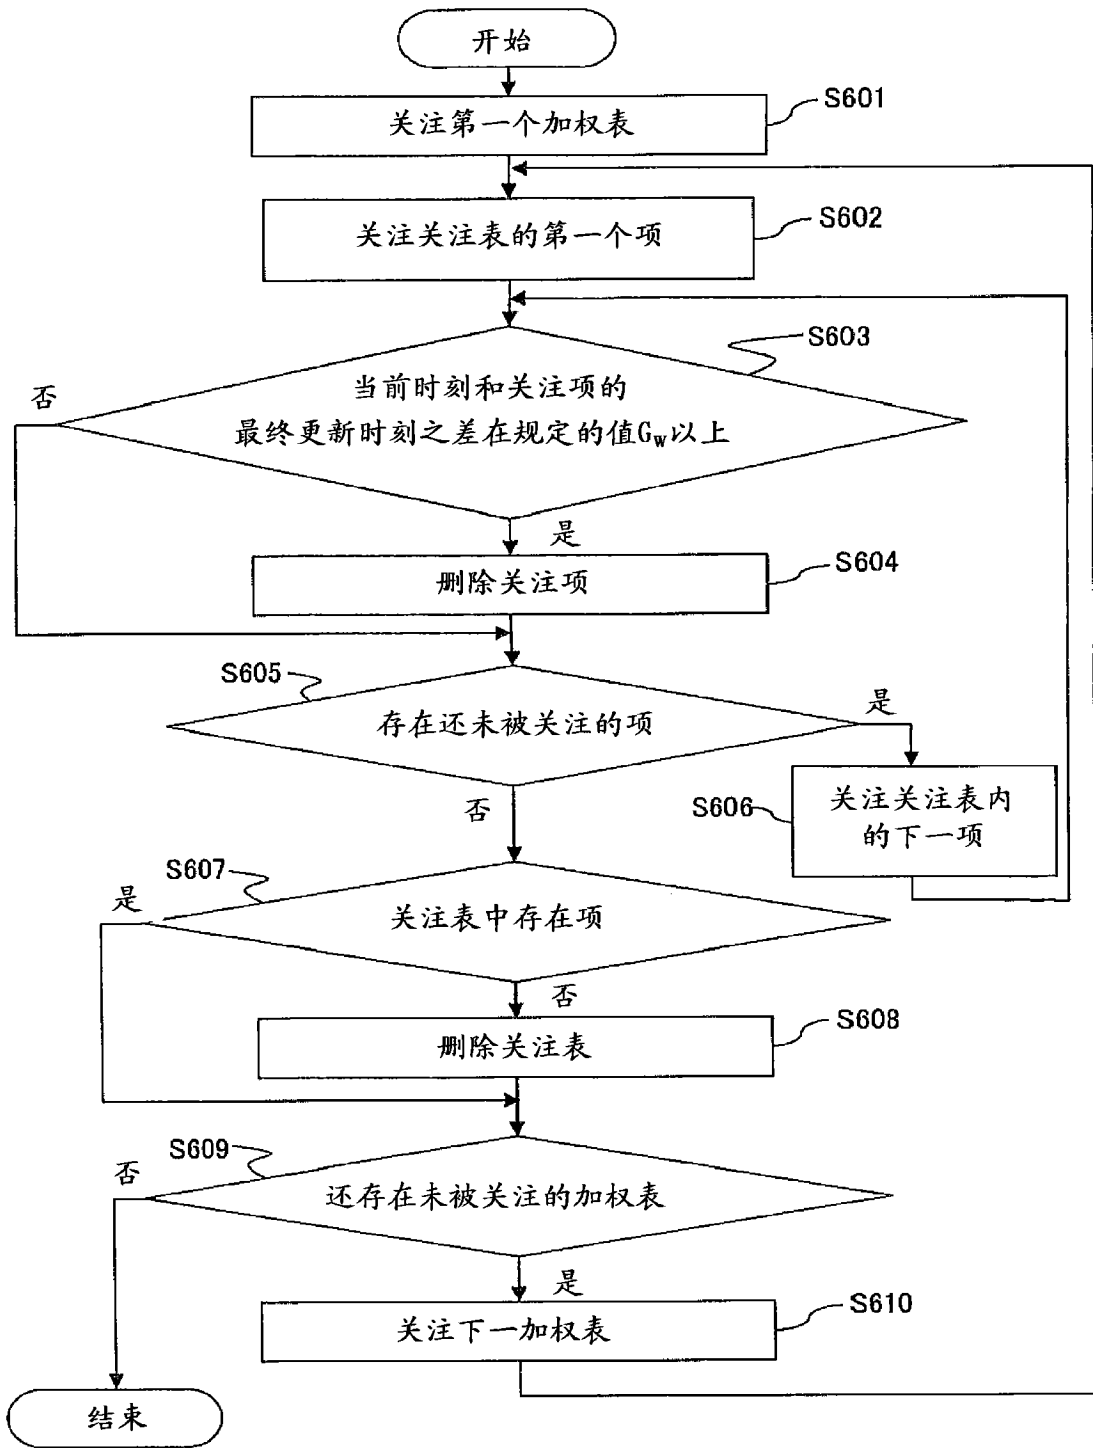 开始
关注第一个加权表
S601
关注关注表的第一个项
S602
S603
否
当前时刻和关注项的
最终更新时刻之差在规定的值Gw以上
是
删除关注项
S604
S605
存在还未被关注的项
是
否
S606
关注关注表内
的下一项
S607
是
关注表中存在项
否
删除关注表
S608
S609
否
还存在未被关注的加权表
是
关注下一加权表
S610
结束